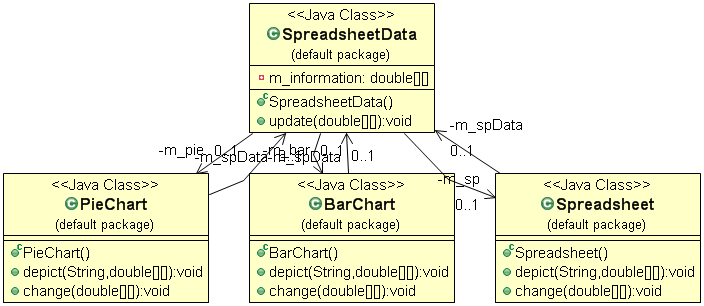 <<Java Class>>
SpreadsheetData
(default package)
m_information: double[][]
SpreadsheetData()
update(double[][]):void
-m_spData
-m_pie 0..1
-m_bar 0..1
-m_spData
-m_spData
0..1
0..1
-m_sp
0..1
<<Java Class>>
PieChart
(default package)
PieChart()
depict(String,double[][]):void
change(double[][]):void
<<Java Class>>
BarChart
(default package)
BarChart()
depict(String,double[][]):void
change(double[][]):void
<<Java Class>>
Spreadsheet
(default package)
Spreadsheet()
depict(String,double[][]):void
change(double[][]):void